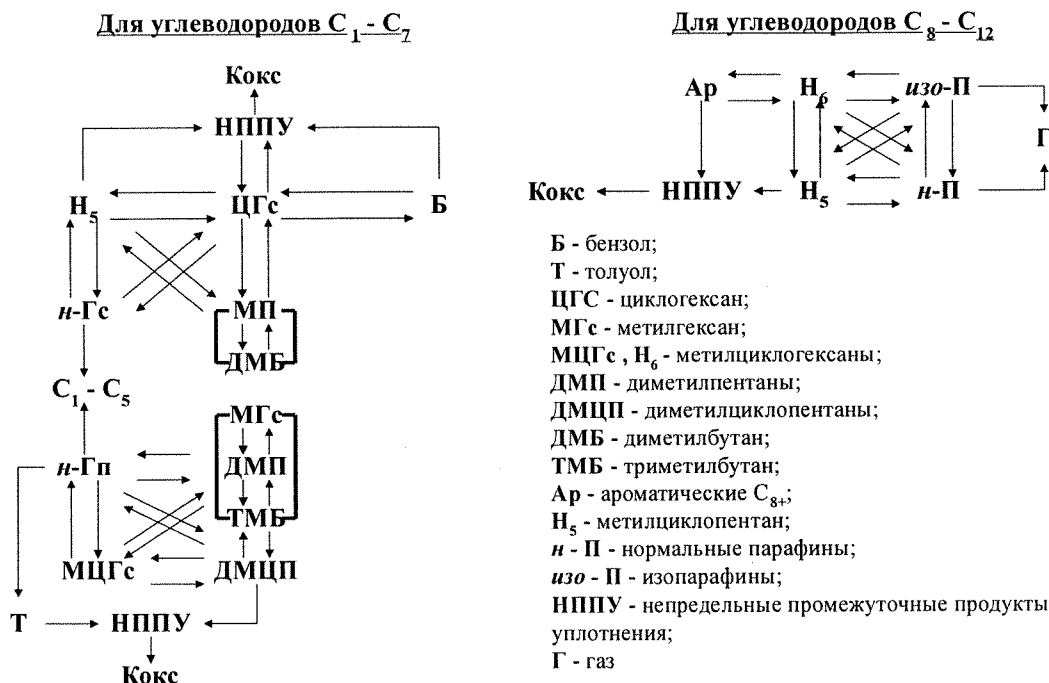 Для углеводородов С1 - С7
Кокс
НППУ
Н5
ЦГс
Б
н-Гс
МП
ДМБ
С1 - С5
МГс
н-Гп
ДМП
ТМБ
МЦГс
ДМЦП
Т
НППУ
Кокс
Для углеводородов С8 - С12
Ар
Н6
изо-П
Г
Кокс
НППУ
Н5
н-П
Б - бензол;
Т - толуол;
ЦГС - циклогексан;
МГс - метилгексан;
МЦГс , Н6 - метилциклогексаны;
ДМП - диметилпентаны;
ДМЦП - диметилциклопентаны;
ДМБ - диметилбутан;
ТМБ - триметилбутан;
Ар - ароматические С8+;
Н5 - метилциклопентан;
н - П - нормальные парафины;
изо - П - изопарафины;
НППУ - непредельные промежуточные продукты
уплотнения;
Г - газ